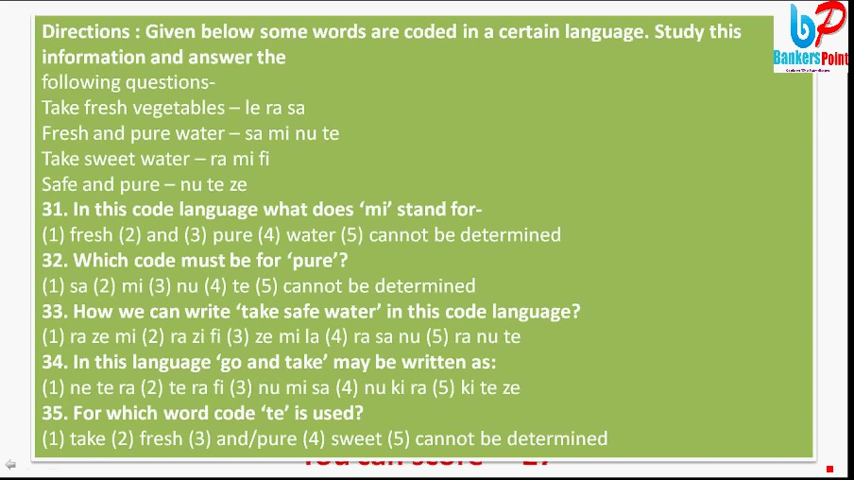 Directions : Given below some words are coded in a certain language. Study this
information and answer the
following questions-
Take fresh vegetables – le ra sa
Fresh and pure water – sa mi nu te
Take sweet water – ra mi fi
Safe and pure – nu te ze
31. In this code language what does ‘mi’ stand for-
(1) fresh (2) and (3) pure (4) water (5) cannot be determined
32. Which code must be for ‘pure’?
(1) sa (2) mi (3) nu (4) te (5) cannot be determined
33. How we can write ‘take safe water’ in this code language?
(1) ra ze mi (2) ra zi fi (3) ze mi la (4) ra sa nu (5) ra nu te
34. In this language ‘go and take’ may be written as:
(1) ne te ra (2) te ra fi (3) nu mi sa (4) nu ki ra (5) ki te ze
35. For which word code ‘te’ is used?
(1) take (2) fresh (3) and/pure (4) sweet (5) cannot be determined
You can score
bP
BankersPoint